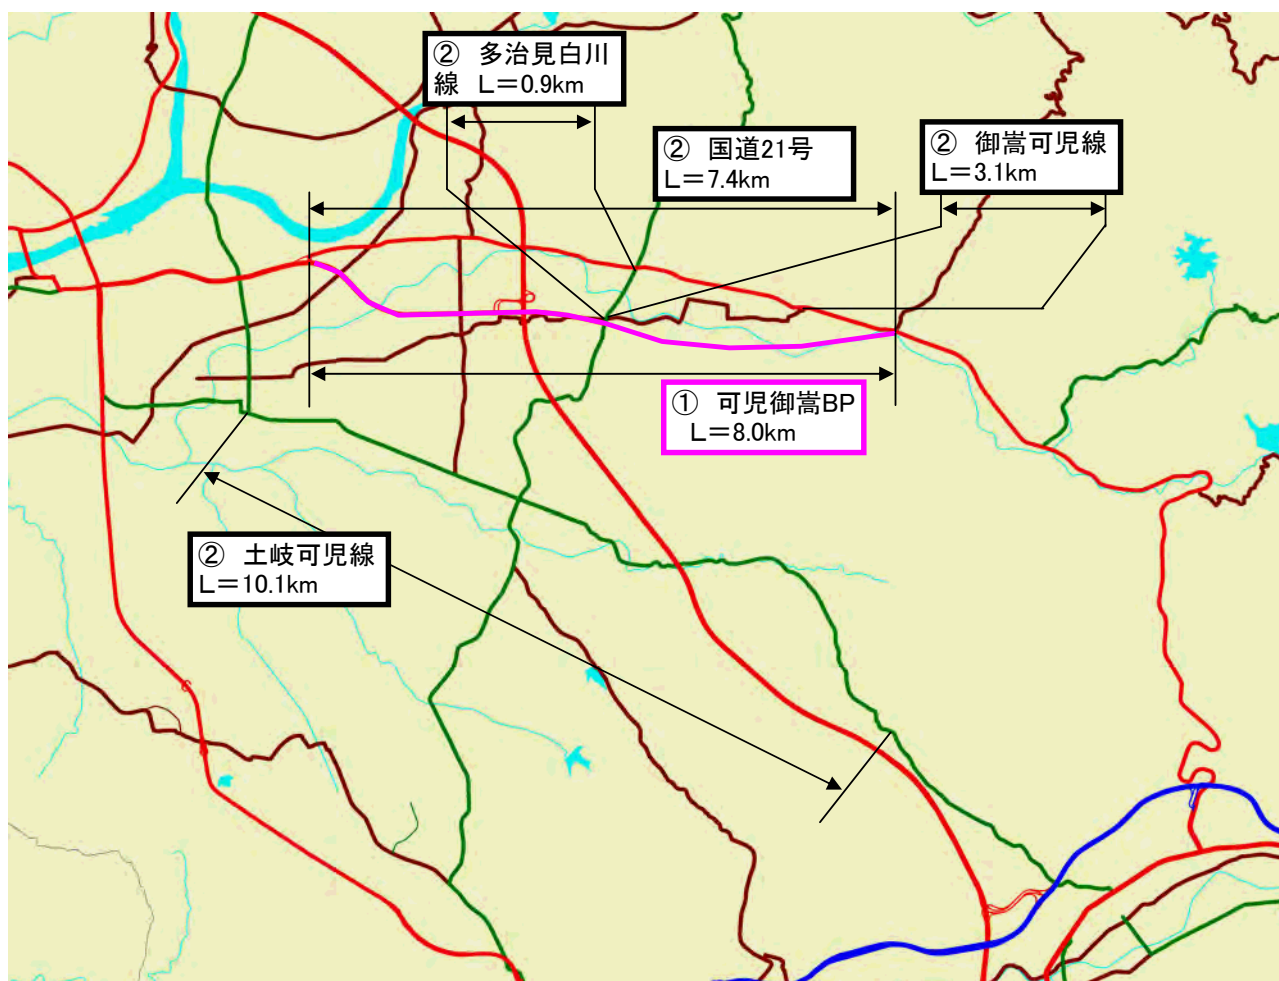 ② 多治見白川
線 L=0.9km
② 国道21号
L=7.4km
② 御嵩可児線
L=3.1km
① 可児御嵩BP
L=8.0km
② 土岐可児線
L=10.1km